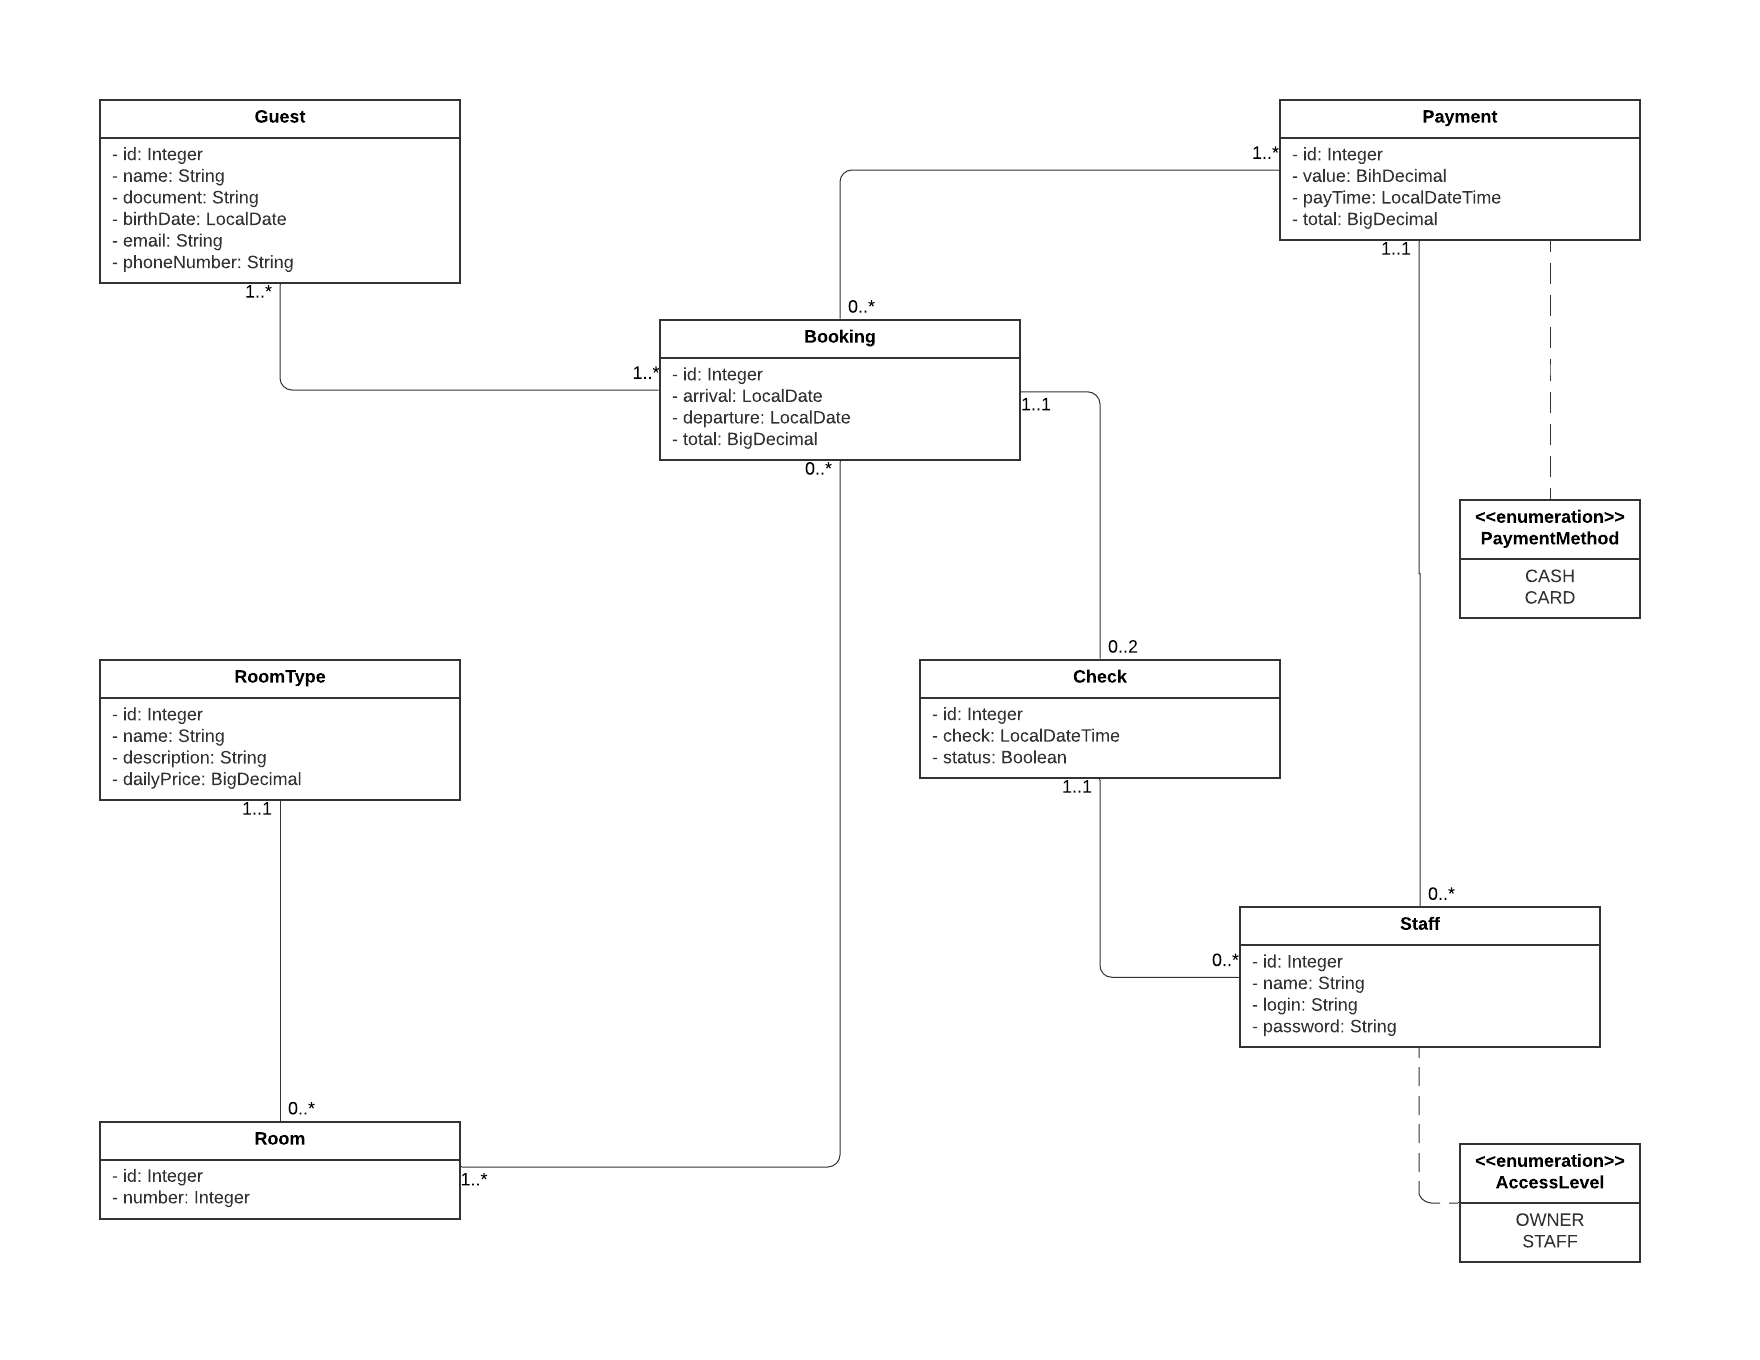 Guest
- id: Integer
- name: String
- document: String
- birthDate: LocalDate
- email: String
- phoneNumber: String
1..*
Payment
- id: Integer
- value: BihDecimal
- payTime: LocalDateTime
- total: BigDecimal
1..*
1..1
0..*
Booking
- id: Integer
- arrival: LocalDate
- departure: LocalDate
- total: BigDecimal
1..*
1..1
0..*
<<enumeration>>
PaymentMethod
CASH
CARD
RoomType
- id: Integer
- name: String
- description: String
- dailyPrice: BigDecimal
1..1
0..2
Check
- id: Integer
- check: LocalDateTime
- status: Boolean
1..1
0..*
0..*
Staff
- id: Integer
- name: String
- login: String
- password: String
0..*
Room
- id: Integer
- number: Integer
1..*
<<enumeration>>
AccessLevel
OWNER
STAFF